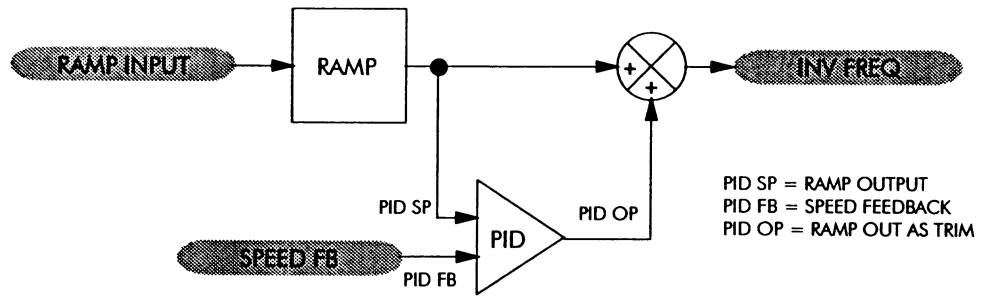 RAMP INPUT
RAMP
+
+
INV FREQ
PID SP
PID OP
PID
SPEED FB
PID FB
PID SP = RAMP OUTPUT
PID FB = SPEED FEEDBACK
PID OP = RAMP OUT AS TRIM